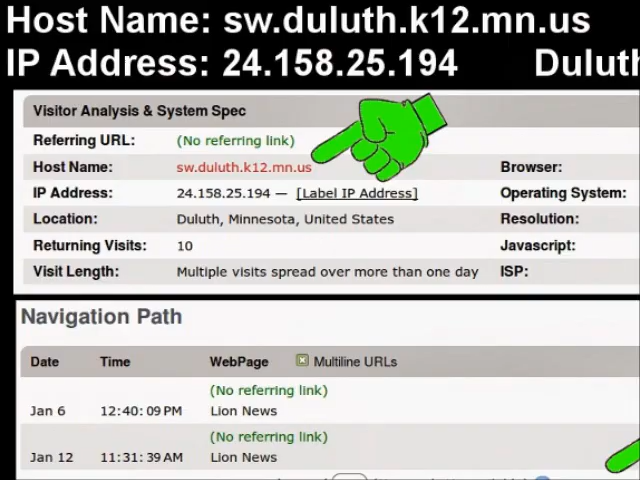 Host Name: sw.duluth.k12.mn.us
IP Address: 24.158.25.194
Visitor Analysis & System Spec
Referring URL: (No referring link)
Host Name: sw.duluth.k12.mn.us Browser:
IP Address: 24.158.25.194 — [Label IP Address] Operating System:
Location: Duluth, Minnesota, United States Resolution:
Returning Visits: 10 Javascript:
Visit Length: Multiple visits spread over more than one day ISP:
Navigation Path
Date Time WebPage Multiline URLs
(No referring link)
Jan 6 12:40:09 PM Lion News
(No referring link)
Jan 12 11:31:39 AM Lion News